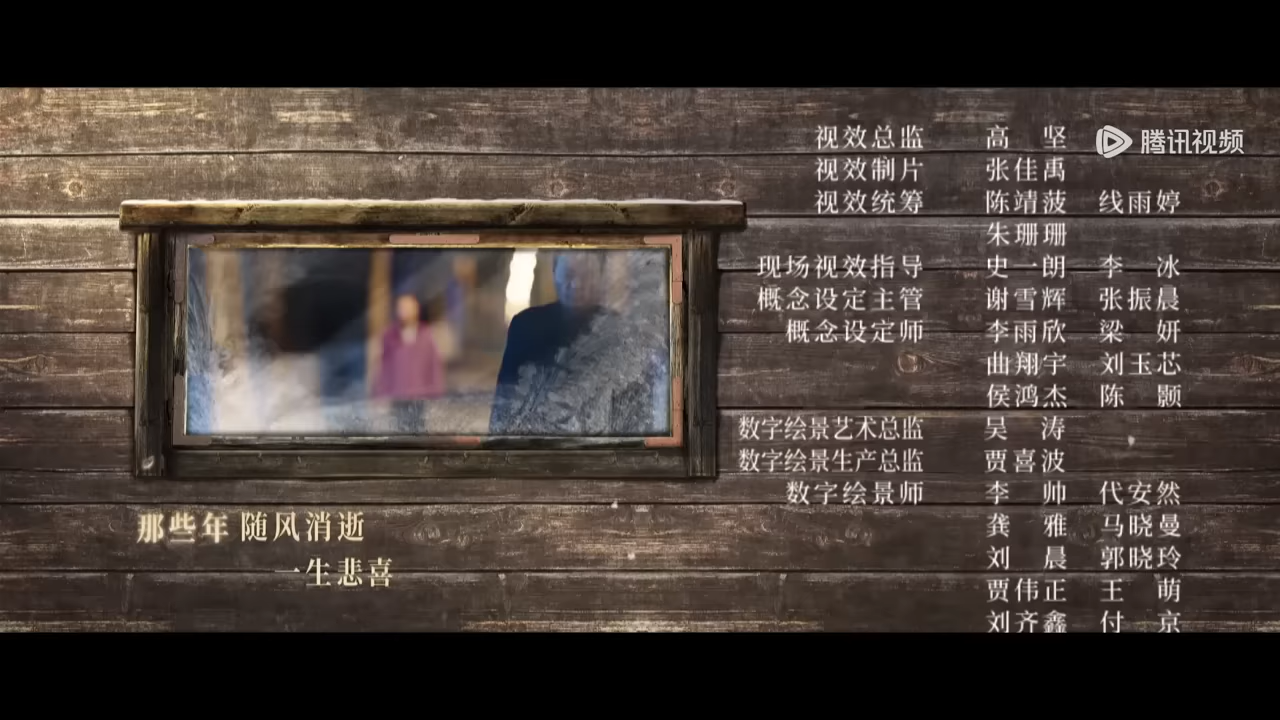 腾讯视频
视效总监 高 坚
视效制片 张佳禹
视效统筹 陈靖菠 线雨婷
朱珊珊
现场视效指导 史一朗 李 冰
概念设定主管 谢雪辉 张振晨
概念设定师 李雨欣 梁 妍
曲翔宇 刘玉芯
侯鸿杰 陈 颢
数字绘景艺术总监 吴 涛
数字绘景生产总监 贾喜波
数字绘景师 李 帅 代安然
龚 雅 马晓曼
刘 晨 郭晓玲
贾伟正 王 萌
刘齐鑫 付 京
那些年 随风消逝
一生悲喜